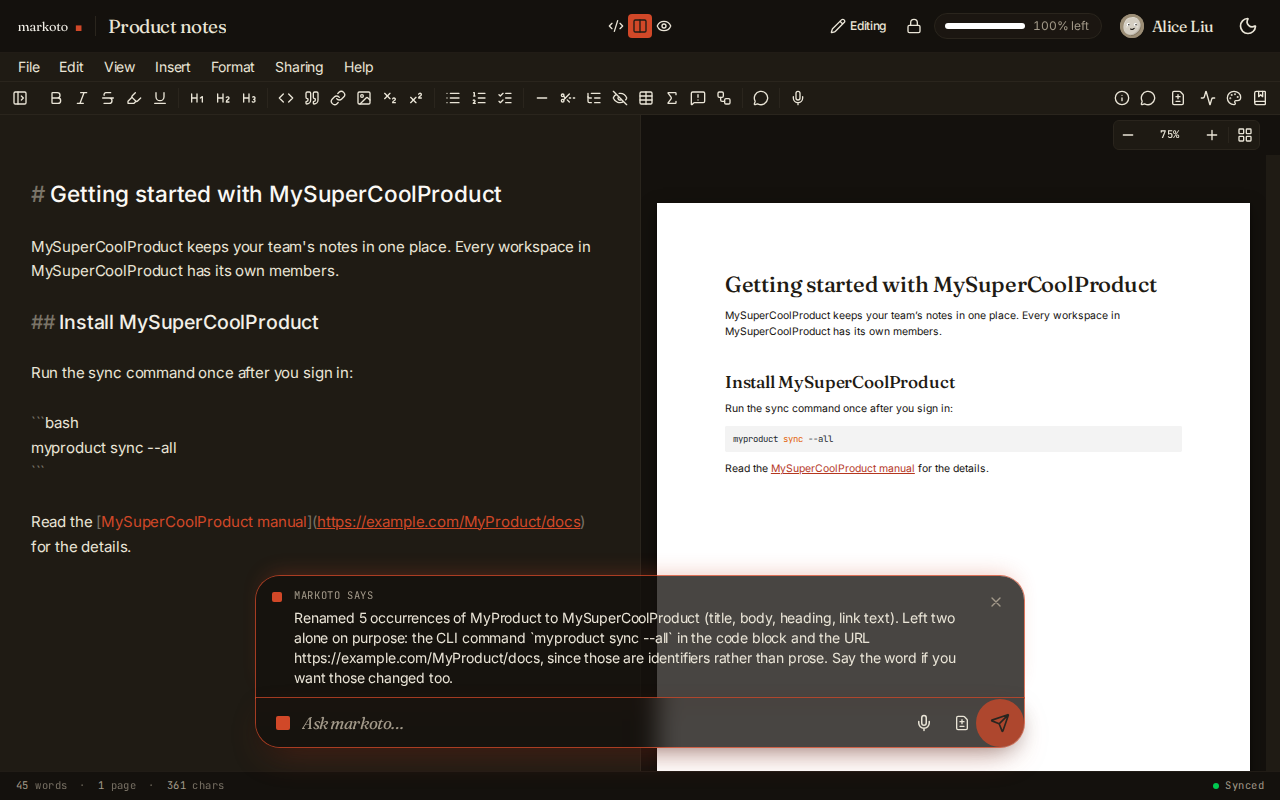 markoto
Product notes
Editing
100% left
Alice Liu
File Edit View Insert Format Sharing Help
B I S U H1 H2 H3 X2 X2
75%
# Getting started with MySuperCoolProduct
MySuperCoolProduct keeps your team's notes in one place. Every workspace in
MySuperCoolProduct has its own members.
## Install MySuperCoolProduct
Run the sync command once after you sign in:
```bash
myproduct sync --all
```
Read the [MySuperCoolProduct manual](https://example.com/MyProduct/docs)
for the details.
Getting started with MySuperCoolProduct
MySuperCoolProduct keeps your team’s notes in one place. Every workspace in
MySuperCoolProduct has its own members.
Install MySuperCoolProduct
Run the sync command once after you sign in:
myproduct sync --all
Read the MySuperCoolProduct manual for the details.
MARKOTO SAYS
Renamed 5 occurrences of MyProduct to MySuperCoolProduct (title, body, heading, link text). Left two
alone on purpose: the CLI command `myproduct sync --all` in the code block and the URL
https://example.com/MyProduct/docs, since those are identifiers rather than prose. Say the word if you
want those changed too.
Ask markoto...
45 words · 1 page · 361 chars
Synced